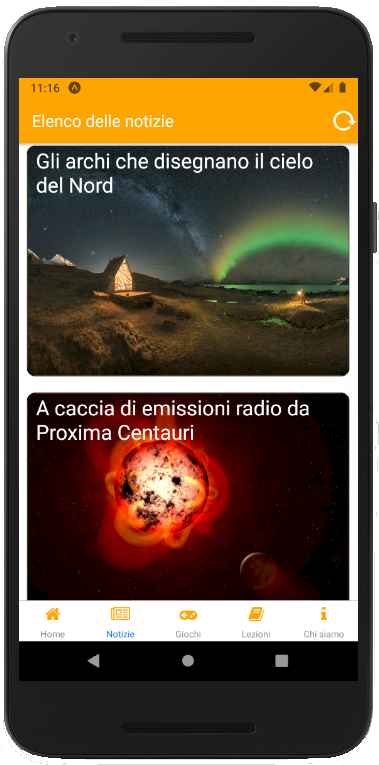 11:16
Elenco delle notizie
Gli archi che disegnano il cielo
del Nord
A caccia di emissioni radio da
Proxima Centauri
Home
Notizie
Giochi
Lezioni
Chi siamo